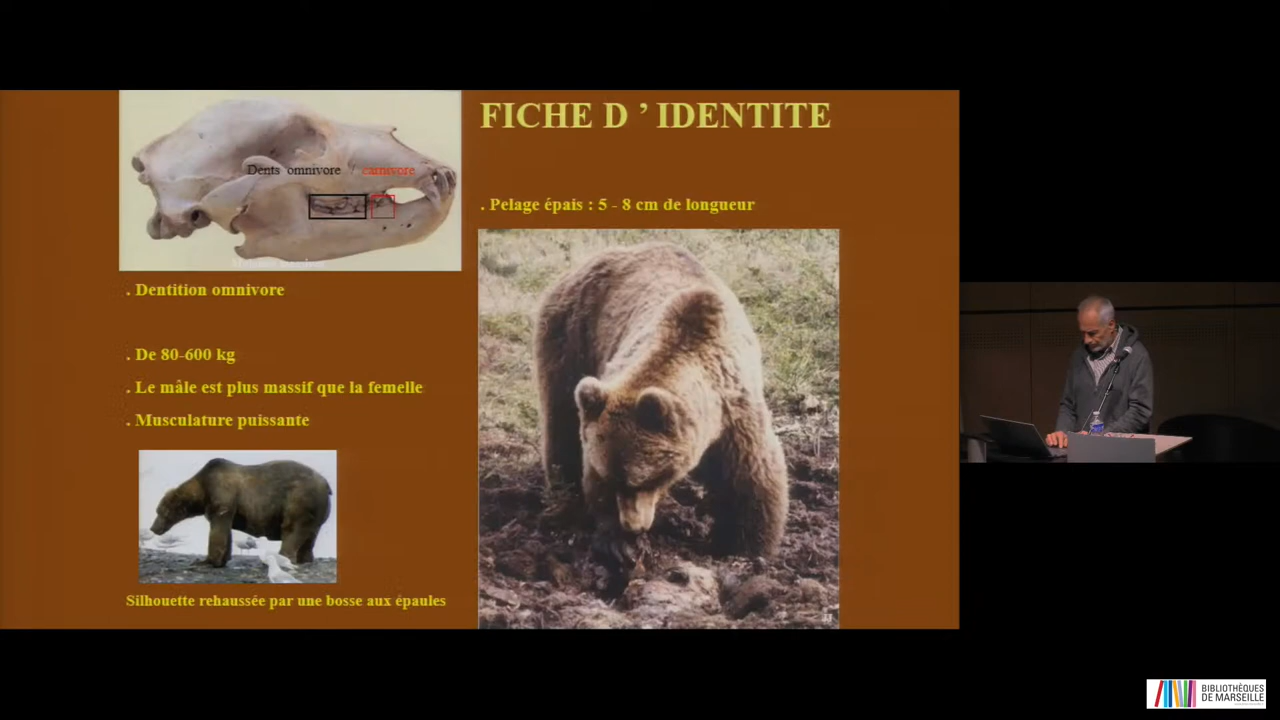 FICHE D ’ IDENTITE
Dents omnivore / carnivore
. Pelage épais : 5 - 8 cm de longueur
. Dentition omnivore
. De 80-600 kg
. Le mâle est plus massif que la femelle
. Musculature puissante
Silhouette rehaussée par une bosse aux épaules
BIBLIOTHÈQUES
DE MARSEILLE